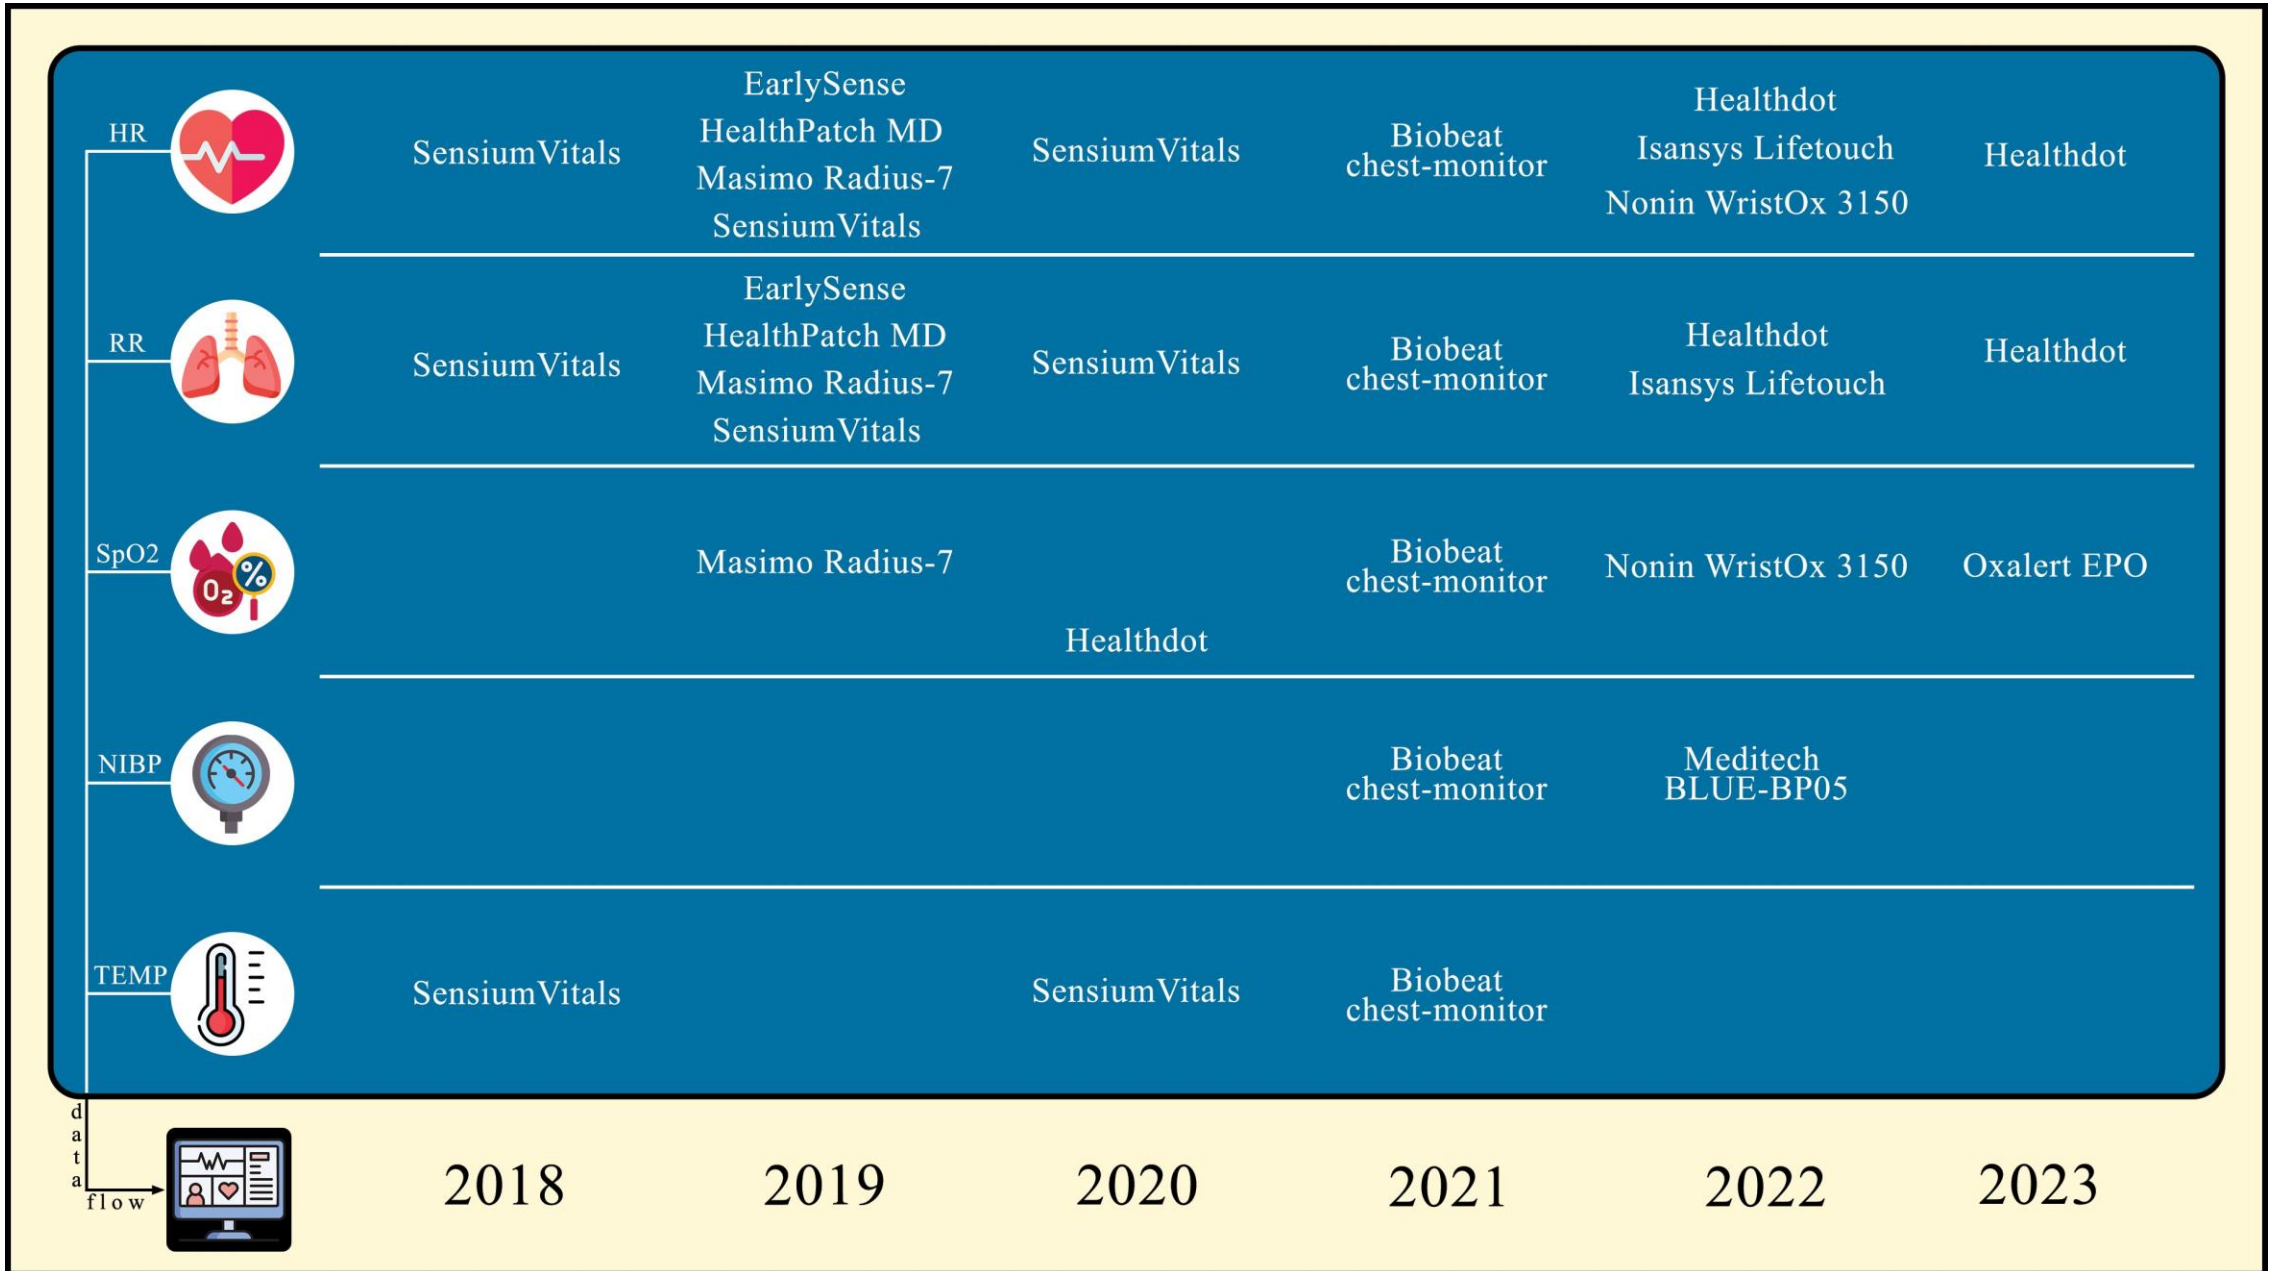 HR
SensiumVitals
EarlySense
HealthPatch MD
Masimo Radius-7
SensiumVitals
SensiumVitals
Biobeat
chest-monitor
Healthdot
Isansys Lifetouch
Nonin WristOx 3150
Healthdot
RR
SensiumVitals
EarlySense
HealthPatch MD
Masimo Radius-7
SensiumVitals
SensiumVitals
Biobeat
chest-monitor
Healthdot
Isansys Lifetouch
Healthdot
SpO2
O2
%
Masimo Radius-7
Healthdot
Biobeat
chest-monitor
Nonin WristOx 3150
Oxalert EPO
NIBP
Biobeat
chest-monitor
Meditech
BLUE-BP05
TEMP
SensiumVitals
SensiumVitals
Biobeat
chest-monitor
data
flow
2018
2019
2020
2021
2022
2023